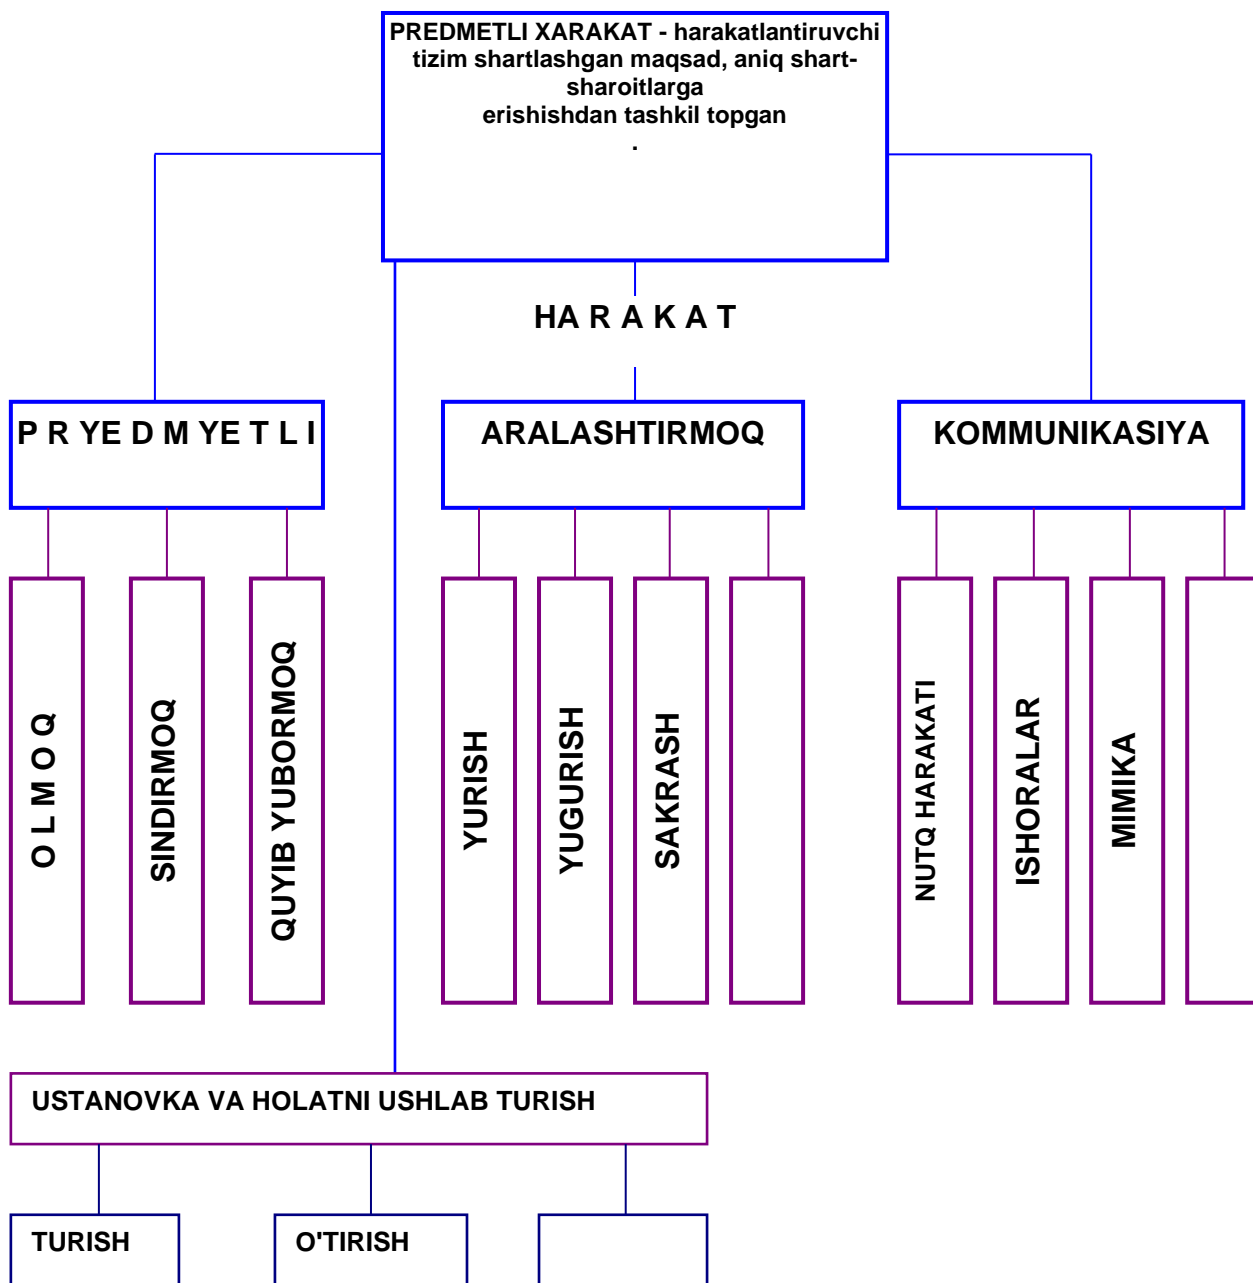 PREDMETLI XARAKAT - harakatlantiruvchi
tizim shartlashgan maqsad, aniq shart-
sharoitlarga
erishishdan tashkil topgan
.
HA R A K A T
P R YE D M YE T L I
ARALASHTIRMOQ
KOMMUNIKASIYA
O L M O Q
SINDIRMOQ
QUYIB YUBORMOQ
YURISH
YUGURISH
SAKRASH
NUTQ HARAKATI
ISHORALAR
MIMIKA
USTANOVKA VA HOLATNI USHLAB TURISH
TURISH
O'TIRISH